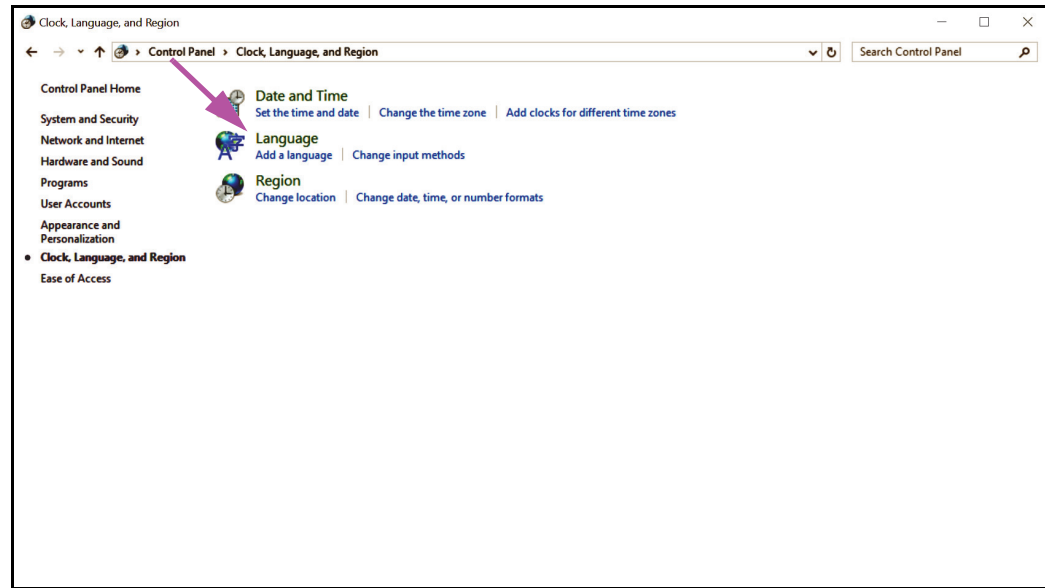 Clock, Language, and Region
Control Panel › Clock, Language, and Region
Search Control Panel
Control Panel Home
System and Security
Network and Internet
Hardware and Sound
Programs
User Accounts
Appearance and
Personalization
Clock, Language, and Region
Ease of Access
Date and Time
Set the time and date | Change the time zone | Add clocks for different time zones
Language
Add a language | Change input methods
Region
Change location | Change date, time, or number formats